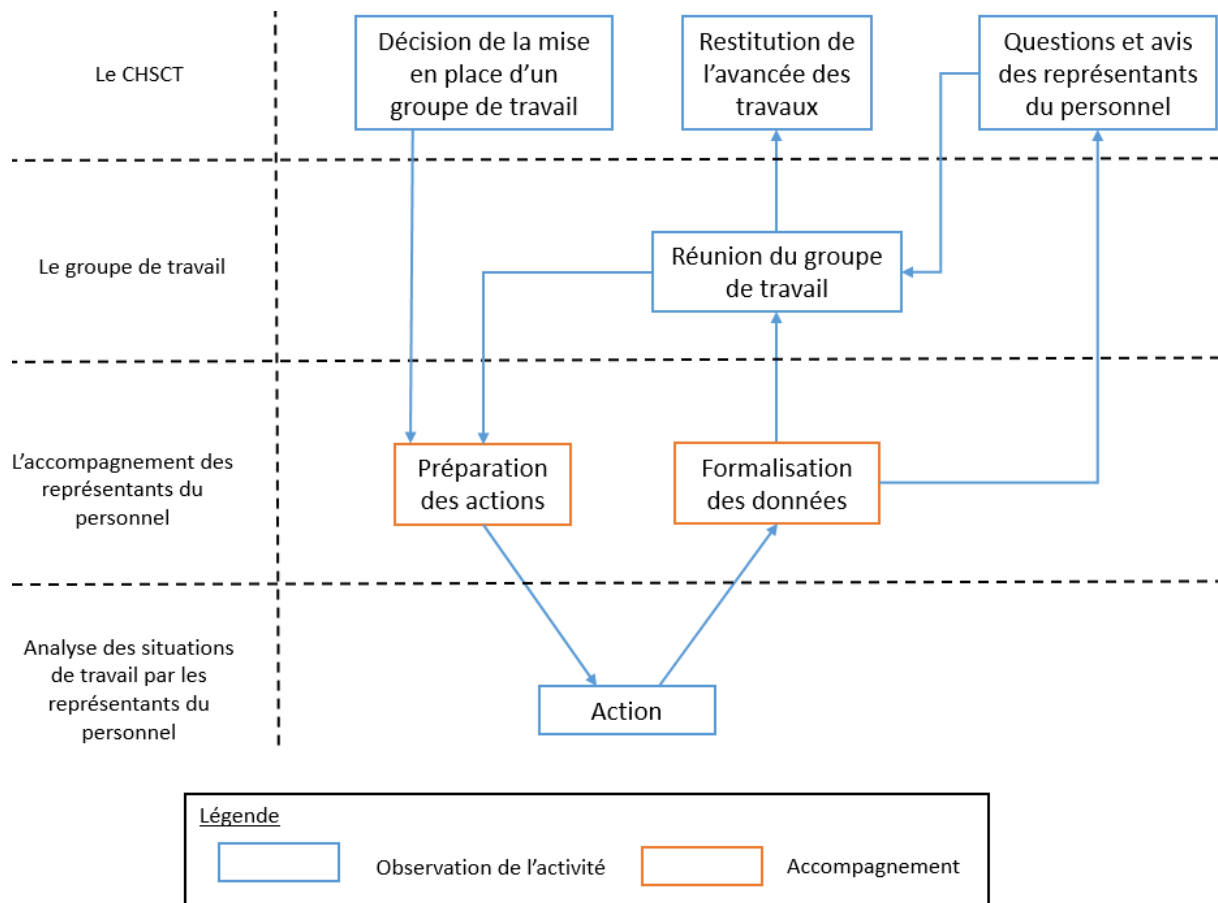 Le CHSCT
Décision de la mise
en place d’un
groupe de travail
Restitution de
l’avancée des
travaux
Questions et avis
des représentants
du personnel
Le groupe de travail
Réunion du groupe
de travail
L’accompagnement des
représentants du
personnel
Préparation
des actions
Formalisation
des données
Analyse des situations
de travail par les
représentants du
personnel
Action
Légende
Observation de l’activité
Accompagnement